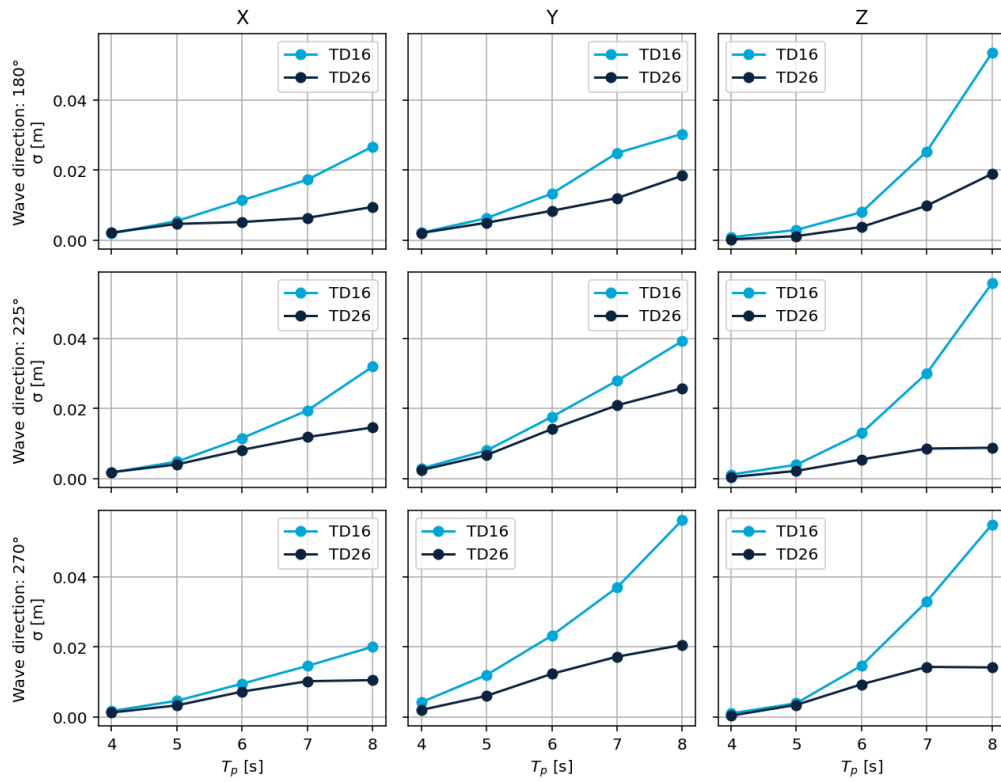 X Y Z
Wave direction: 180°
σ [m]
0.04
0.02
0.00
TD16
TD26
TD16
TD26
TD16
TD26
Wave direction: 225°
σ [m]
0.04
0.02
0.00
TD16
TD26
TD16
TD26
TD16
TD26
Wave direction: 270°
σ [m]
0.04
0.02
0.00
TD16
TD26
TD16
TD26
TD16
TD26
4 5 6 7 8 4 5 6 7 8 4 5 6 7 8
T_p [s] T_p [s] T_p [s]